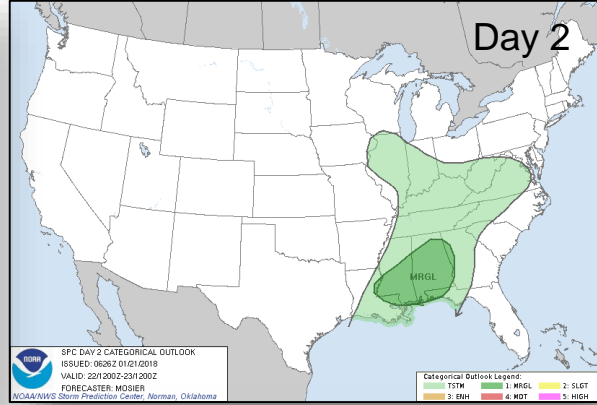 Day 2
MRGL
NOAA
SPC DAY 2 CATEGORICAL OUTLOOK
ISSUED: 0626Z 01/21/2018
VALID: 22/1200Z-23/1200Z
FORECASTER: MOSIER
NOAA/NWS Storm Prediction Center, Norman, Oklahoma
Categorical Outlook Legend:
TSTM 1: MRGL 2: SLGT
3: ENH 4: MDT 5: HIGH